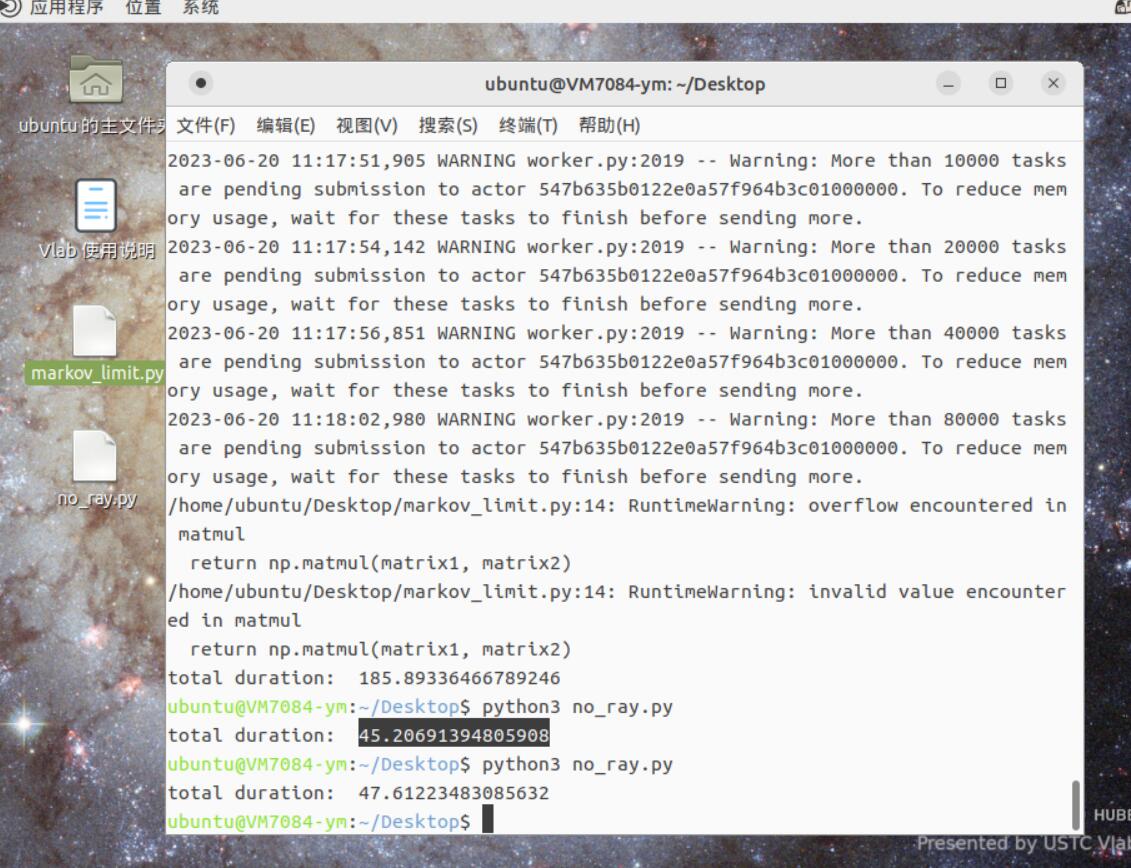 应用程序 位置 系统
ubuntu@VM7084-ym: ~/Desktop
文件(F) 编辑(E) 视图(V) 搜索(S) 终端(T) 帮助(H)
ubuntu 的主文件夹
Vlab 使用说明
markov_limit.py
no_ray.py
2023-06-20 11:17:51,905 WARNING worker.py:2019 -- Warning: More than 10000 tasks
are pending submission to actor 547b635b0122e0a57f964b3c01000000. To reduce mem
ory usage, wait for these tasks to finish before sending more.
2023-06-20 11:17:54,142 WARNING worker.py:2019 -- Warning: More than 20000 tasks
are pending submission to actor 547b635b0122e0a57f964b3c01000000. To reduce mem
ory usage, wait for these tasks to finish before sending more.
2023-06-20 11:17:56,851 WARNING worker.py:2019 -- Warning: More than 40000 tasks
are pending submission to actor 547b635b0122e0a57f964b3c01000000. To reduce mem
ory usage, wait for these tasks to finish before sending more.
2023-06-20 11:18:02,980 WARNING worker.py:2019 -- Warning: More than 80000 tasks
are pending submission to actor 547b635b0122e0a57f964b3c01000000. To reduce mem
ory usage, wait for these tasks to finish before sending more.
/home/ubuntu/Desktop/markov_limit.py:14: RuntimeWarning: overflow encountered in
matmul
return np.matmul(matrix1, matrix2)
/home/ubuntu/Desktop/markov_limit.py:14: RuntimeWarning: invalid value encounter
ed in matmul
return np.matmul(matrix1, matrix2)
total duration:  185.89336466789246
ubuntu@VM7084-ym:~/Desktop$ python3 no_ray.py
total duration:  45.20691394805908
ubuntu@VM7084-ym:~/Desktop$ python3 no_ray.py
total duration:  47.61223483085632
ubuntu@VM7084-ym:~/Desktop$
Presented by USTC Vlab